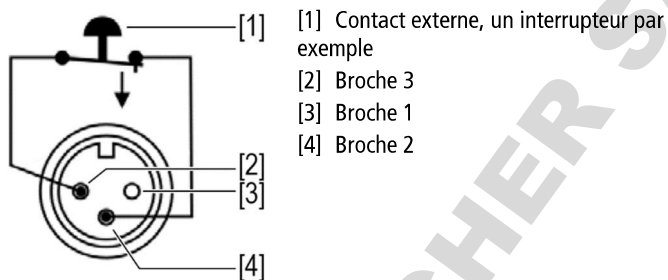 [1]
[2]
[3]
[4]
[1] Contact externe, un interrupteur par
exemple
[2] Broche 3
[3] Broche 1
[4] Broche 2